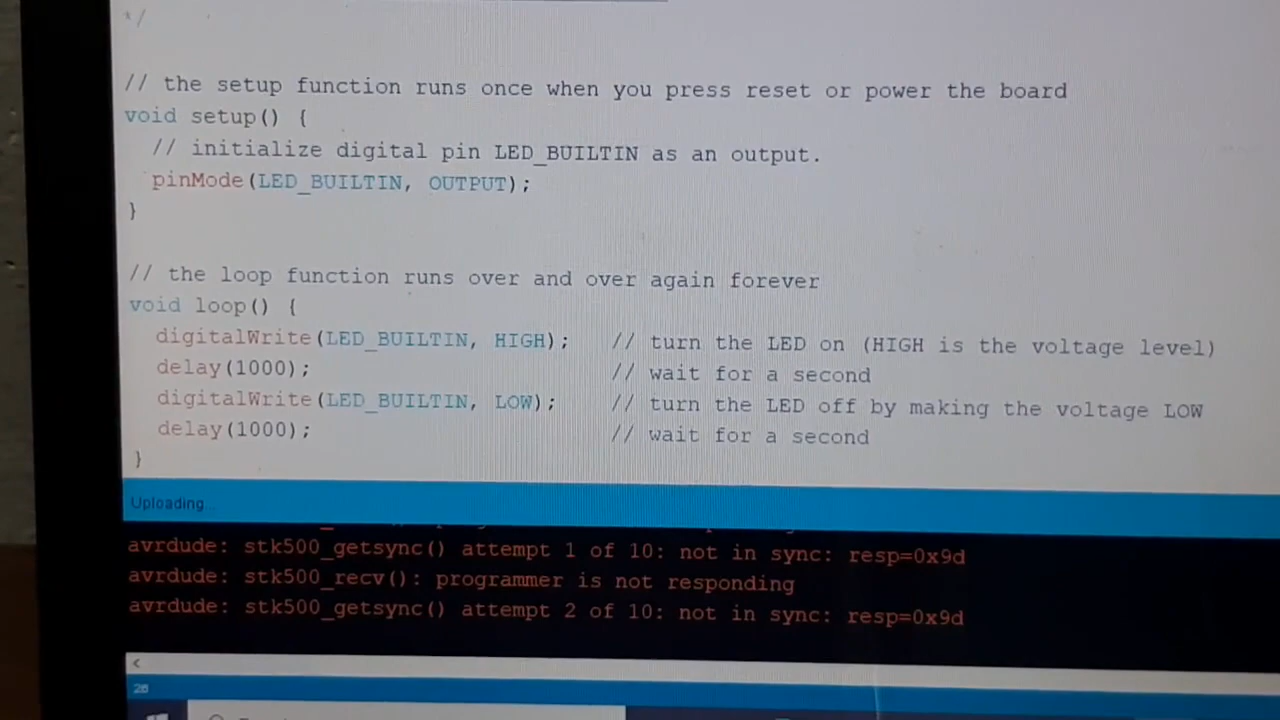 */
// the setup function runs once when you press reset or power the board
void setup() {
  // initialize digital pin LED_BUILTIN as an output.
  pinMode(LED_BUILTIN, OUTPUT);
}
// the loop function runs over and over again forever
void loop() {
  digitalWrite(LED_BUILTIN, HIGH);   // turn the LED on (HIGH is the voltage level)
  delay(1000);                       // wait for a second
  digitalWrite(LED_BUILTIN, LOW);    // turn the LED off by making the voltage LOW
  delay(1000);                       // wait for a second
}
Uploading...
avrdude: stk500_getsync() attempt 1 of 10: not in sync: resp=0x9d
avrdude: stk500_recv(): programmer is not responding
avrdude: stk500_getsync() attempt 2 of 10: not in sync: resp=0x9d
<